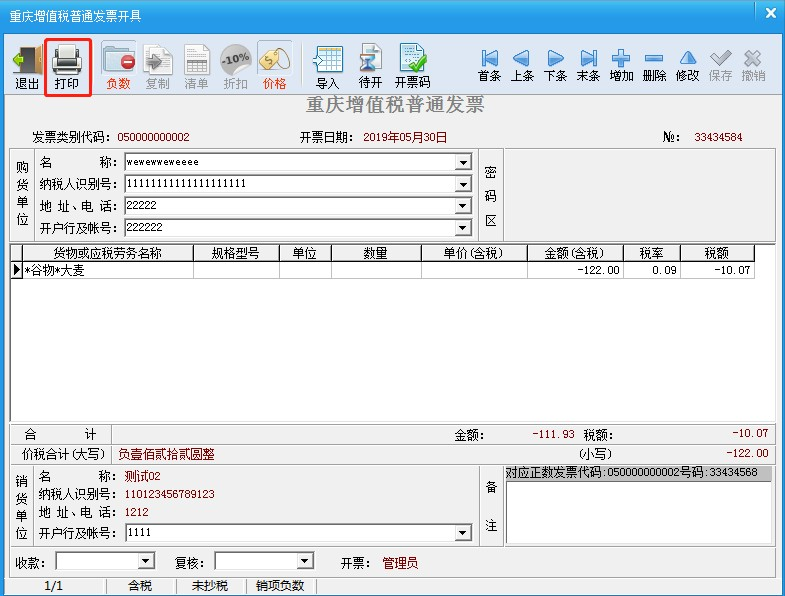 重庆增值税普通发票开具
退出 打印 负数 复制 清单 -10% 折扣 价格 导入 待开 开票码 首条 上条 下条 末条 增加 删除 修改 保存 撤销
重庆增值税普通发票
发票类别代码: 050000000002 开票日期: 2019年05月30日 №: 33434584
购货单位
名 称: wewewweweeee
纳税人识别号: 11111111111111111111
地 址、电 话: 22222
开户行及帐号: 222222
密码区
货物或应税劳务名称 规格型号 单位 数量 单价(含税) 金额(含税) 税率 税额
*谷物*大麦 -122.00 0.09 -10.07
合 计 金额: -111.93 税额: -10.07
价税合计(大写) 负壹佰贰拾贰圆整 (小写) -122.00
销货单位
名 称: 测试02
纳税人识别号: 110123456789123
地 址、电 话: 1212
开户行及帐号: 1111
备注
对应正数发票代码:050000000002号码:33434568
收款: 复核: 开票: 管理员
1/1 含税 未抄税 销项负数